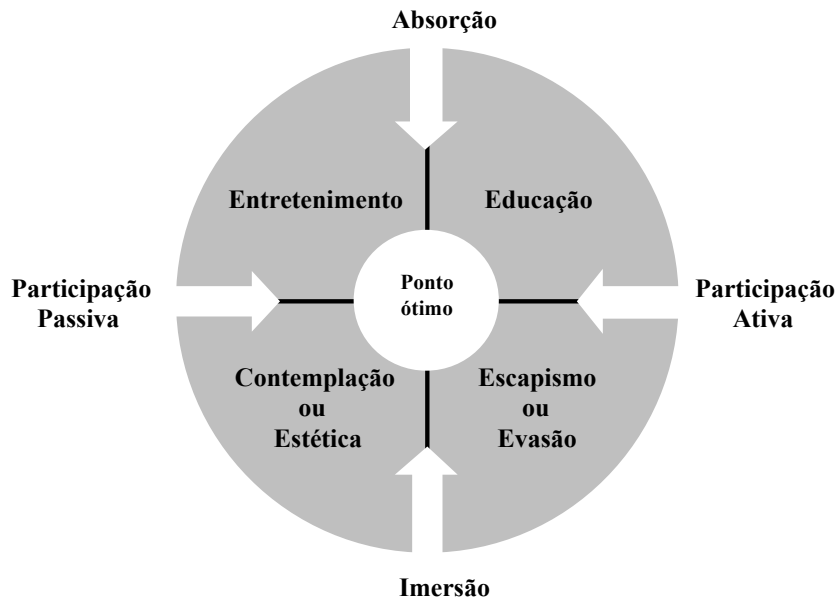 Absorção
Entretenimento
Educação
Participação
Passiva
Ponto
ótimo
Participação
Ativa
Contemplação
ou
Estética
Escapismo
ou
Evasão
Imersão